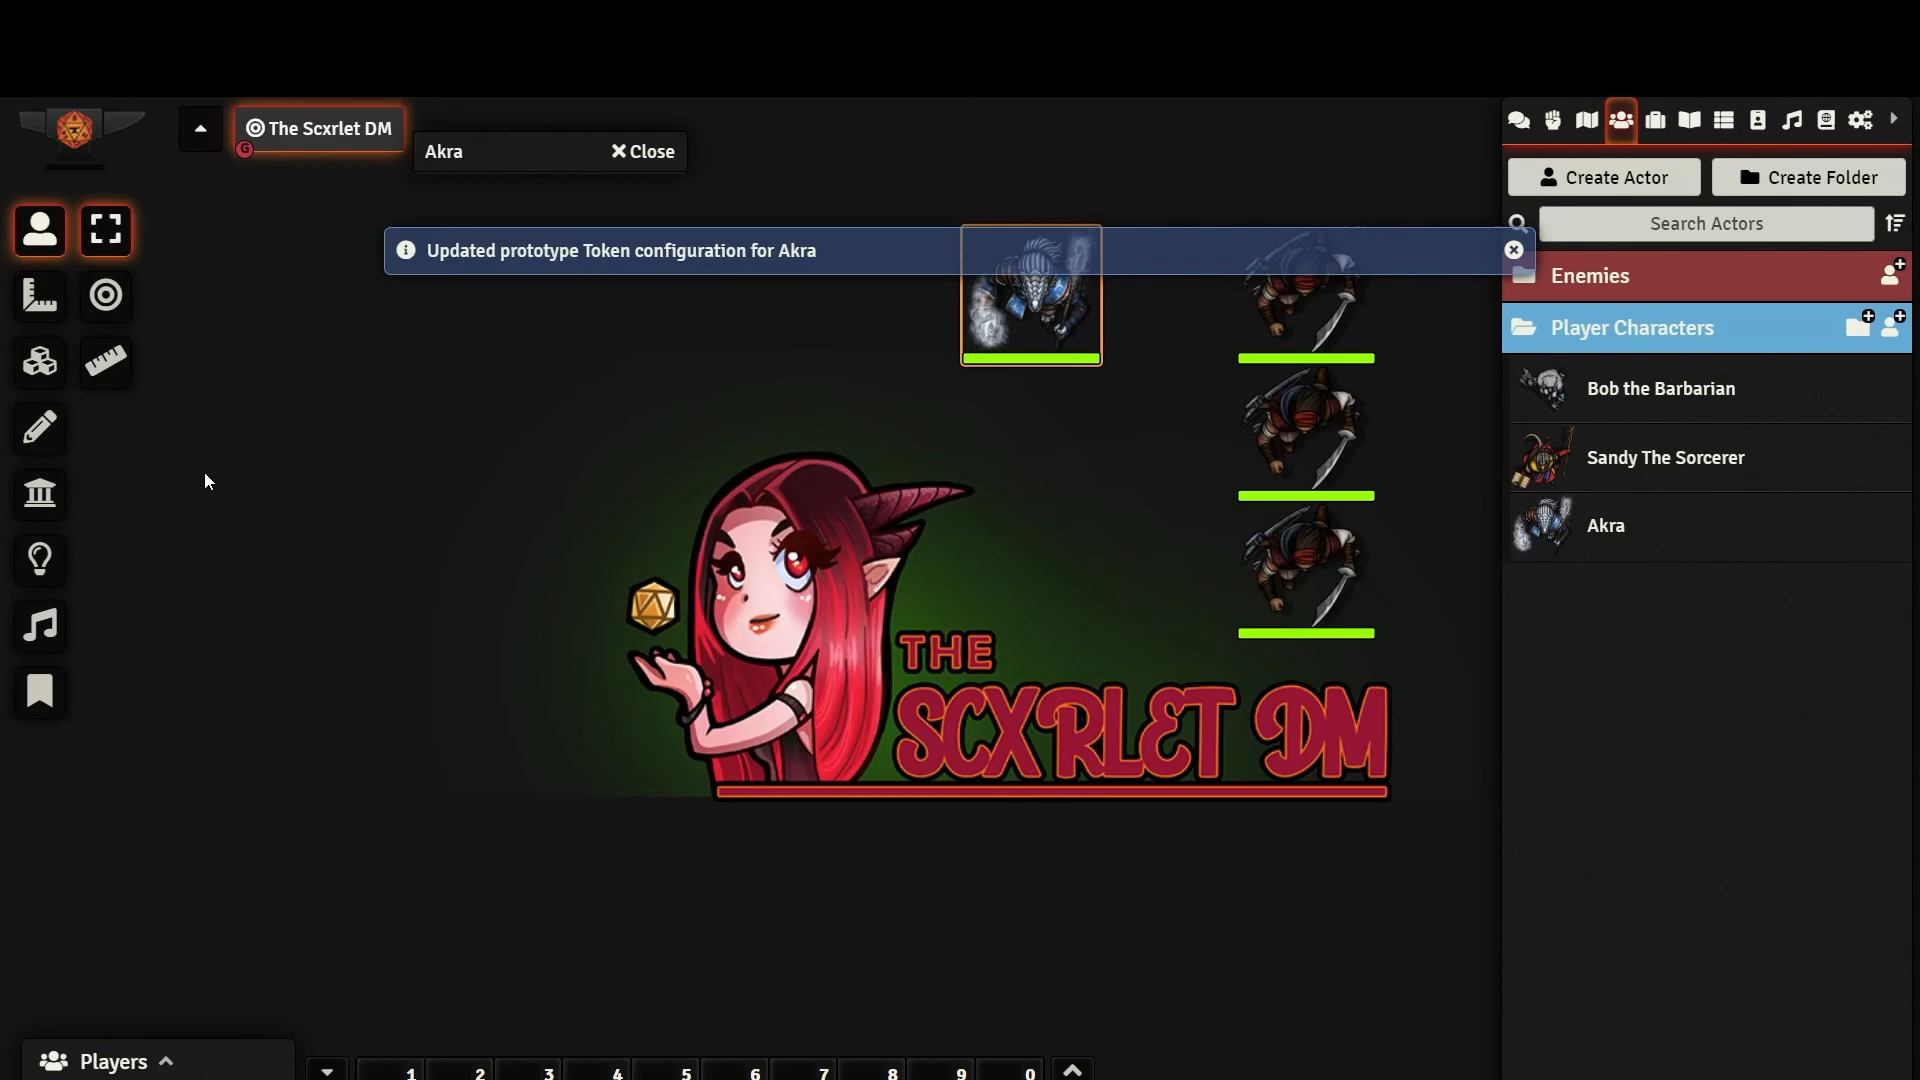 The Scxrlet DM
G
Akra
Close
Create Actor
Create Folder
Search Actors
Updated prototype Token configuration for Akra
Enemies
Player Characters
Bob the Barbarian
Sandy The Sorcerer
Akra
THE
SCXRLET DM
Players
1 2 3 4 5 6 7 8 9 0